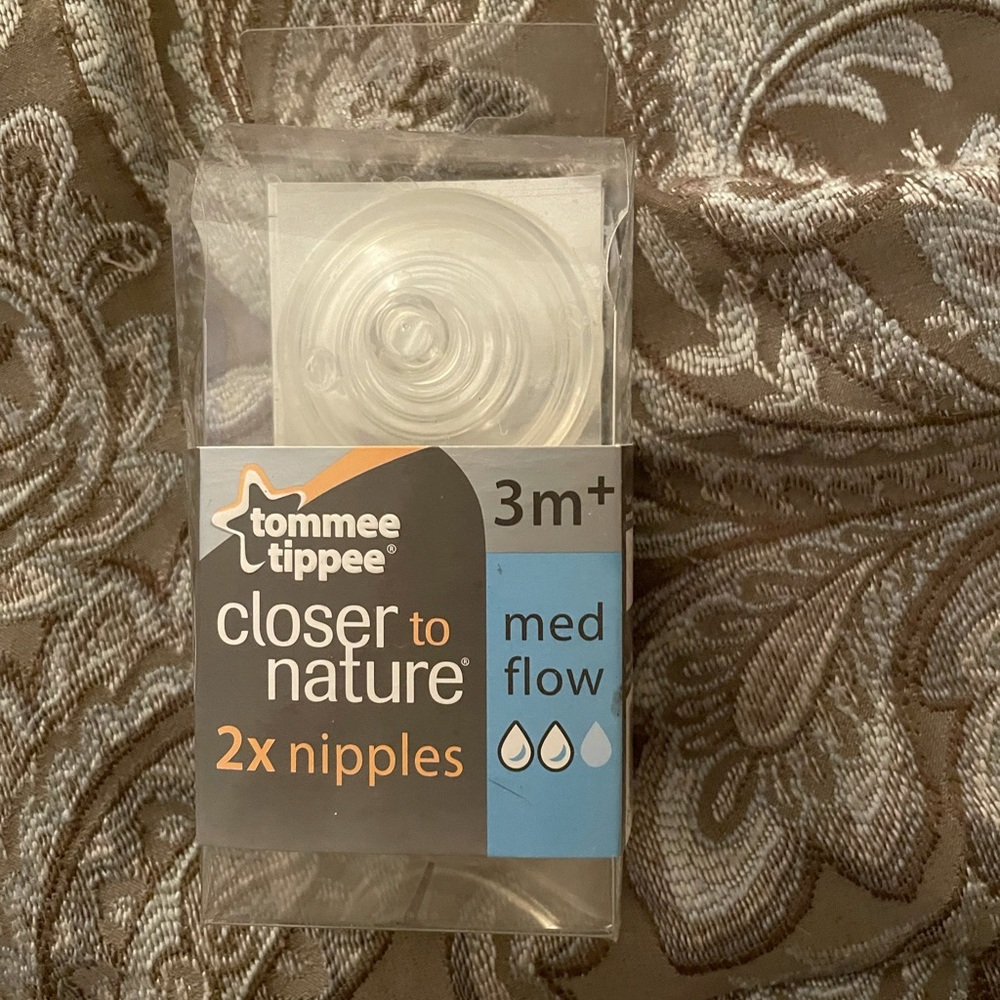 tommee
tippee®
closer to
nature®
2x nipples
3m+
med
flow